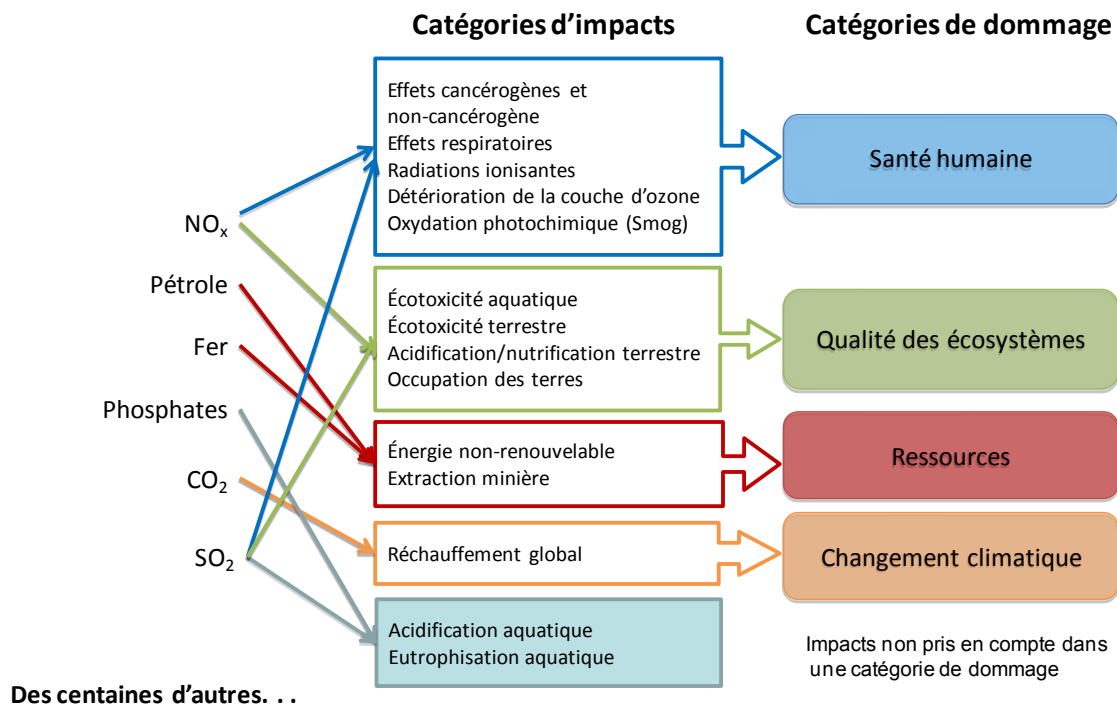 Catégories d'impacts
Catégories de dommage
Effets cancérogènes et
non-cancérogène
Effets respiratoires
Radiations ionisantes
Détérioration de la couche d'ozone
Oxydation photochimique (Smog)
Santé humaine
NOx
Pétrole
Fer
Phosphates
CO2
SO2
Écotoxicité aquatique
Écotoxicité terrestre
Acidification/nutrification terrestre
Occupation des terres
Qualité des écosystèmes
Énergie non-renouvelable
Extraction minière
Ressources
Réchauffement global
Changement climatique
Acidification aquatique
Eutrophisation aquatique
Impacts non pris en compte dans
une catégorie de dommage
Des centaines d'autres. . .